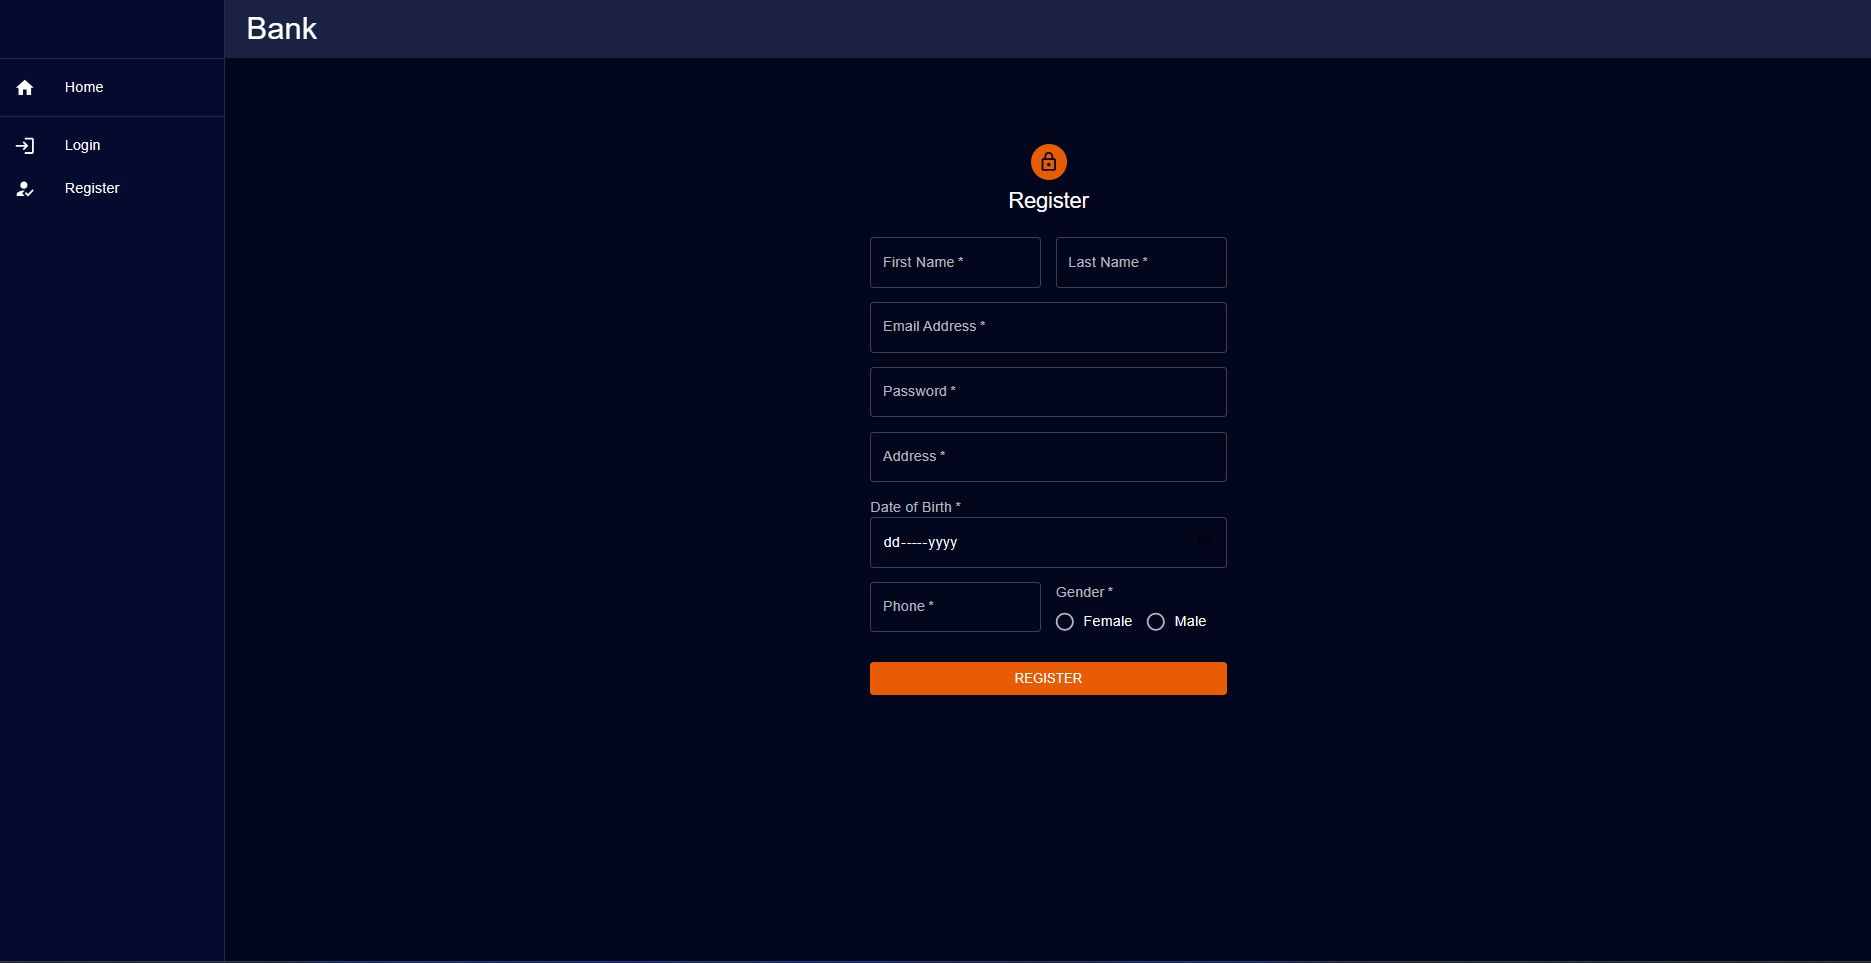 Bank
Home
Login
Register
Register
First Name *
Last Name *
Email Address *
Password *
Address *
Date of Birth *
dd-----yyyy
Phone *
Gender *
Female
Male
REGISTER